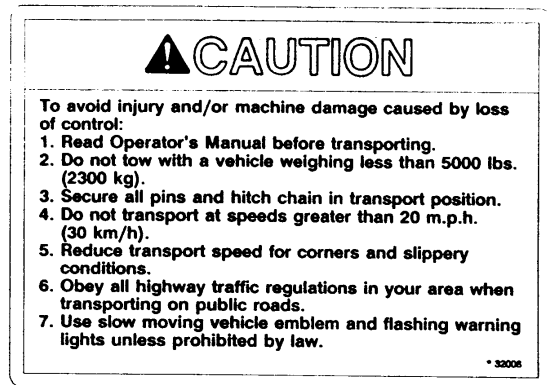 CAUTION
To avoid injury and/or machine damage caused by loss
of control:
1. Read Operator's Manual before transporting.
2. Do not tow with a vehicle weighing less than 5000 lbs.
(2300 kg).
3. Secure all pins and hitch chain in transport position.
4. Do not transport at speeds greater than 20 m.p.h.
(30 km/h).
5. Reduce transport speed for corners and slippery
conditions.
6. Obey all highway traffic regulations in your area when
transporting on public roads.
7. Use slow moving vehicle emblem and flashing warning
lights unless prohibited by law.
* 32006